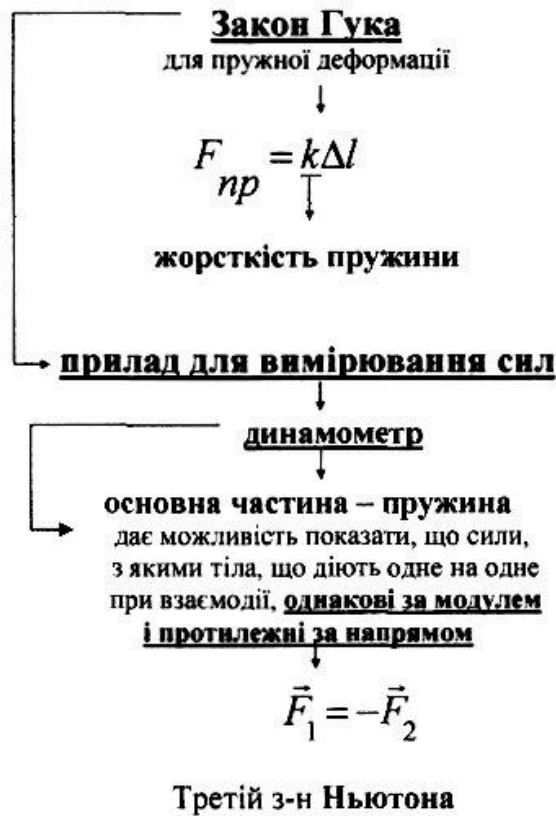 Закон Гука
для пружної деформації
F пр = kΔl
жорсткість пружини
прилад для вимірювання сил
динамометр
основна частина – пружина
дає можливість показати, що сили,
з якими тіла, що діють одне на одне
при взаємодії, однакові за модулем
і протилежні за напрямом
F⃗₁ = −F⃗₂
Третій з-н Ньютона